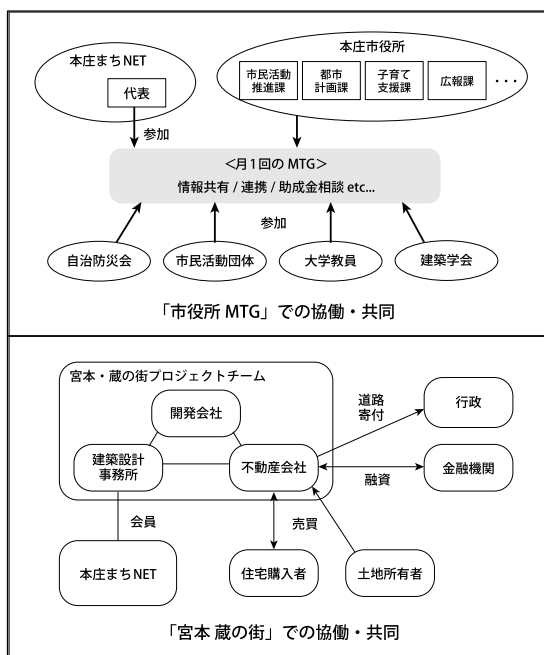 本庄まちNET
代表
本庄市役所
市民活動
推進課
都市
計画課
子育て
支援課
広報課
・・・
参加
<月1回の MTG>
情報共有 / 連携 / 助成金相談 etc...
参加
自治防災会
市民活動団体
大学教員
建築学会
「市役所 MTG」での協働・共同
宮本・蔵の街プロジェクトチーム
開発会社
建築設計
事務所
不動産会社
道路
寄付
行政
融資
金融機関
会員
売買
本庄まちNET
住宅購入者
土地所有者
「宮本 蔵の街」での協働・共同